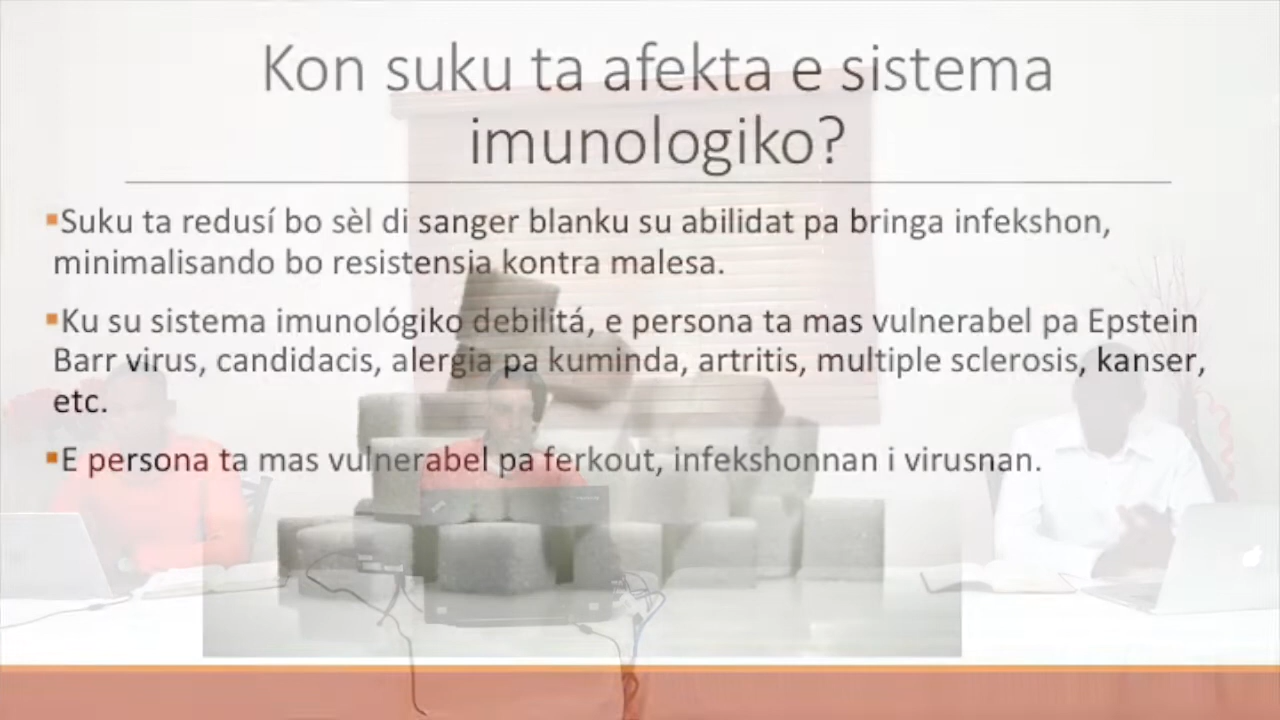 Kon suku ta afekta e sistema
imunologiko?
▪Suku ta redusí bo sèl di sanger blanku su abilidat pa bringa infekshon,
minimalisando bo resistensia kontra malesa.
▪Ku su sistema imunológiko debilitá, e persona ta mas vulnerabel pa Epstein
Barr virus, candidacis, alergia pa kuminda, artritis, multiple sclerosis, kanser,
etc.
▪E persona ta mas vulnerabel pa ferkout, infekshonnan i virusnan.